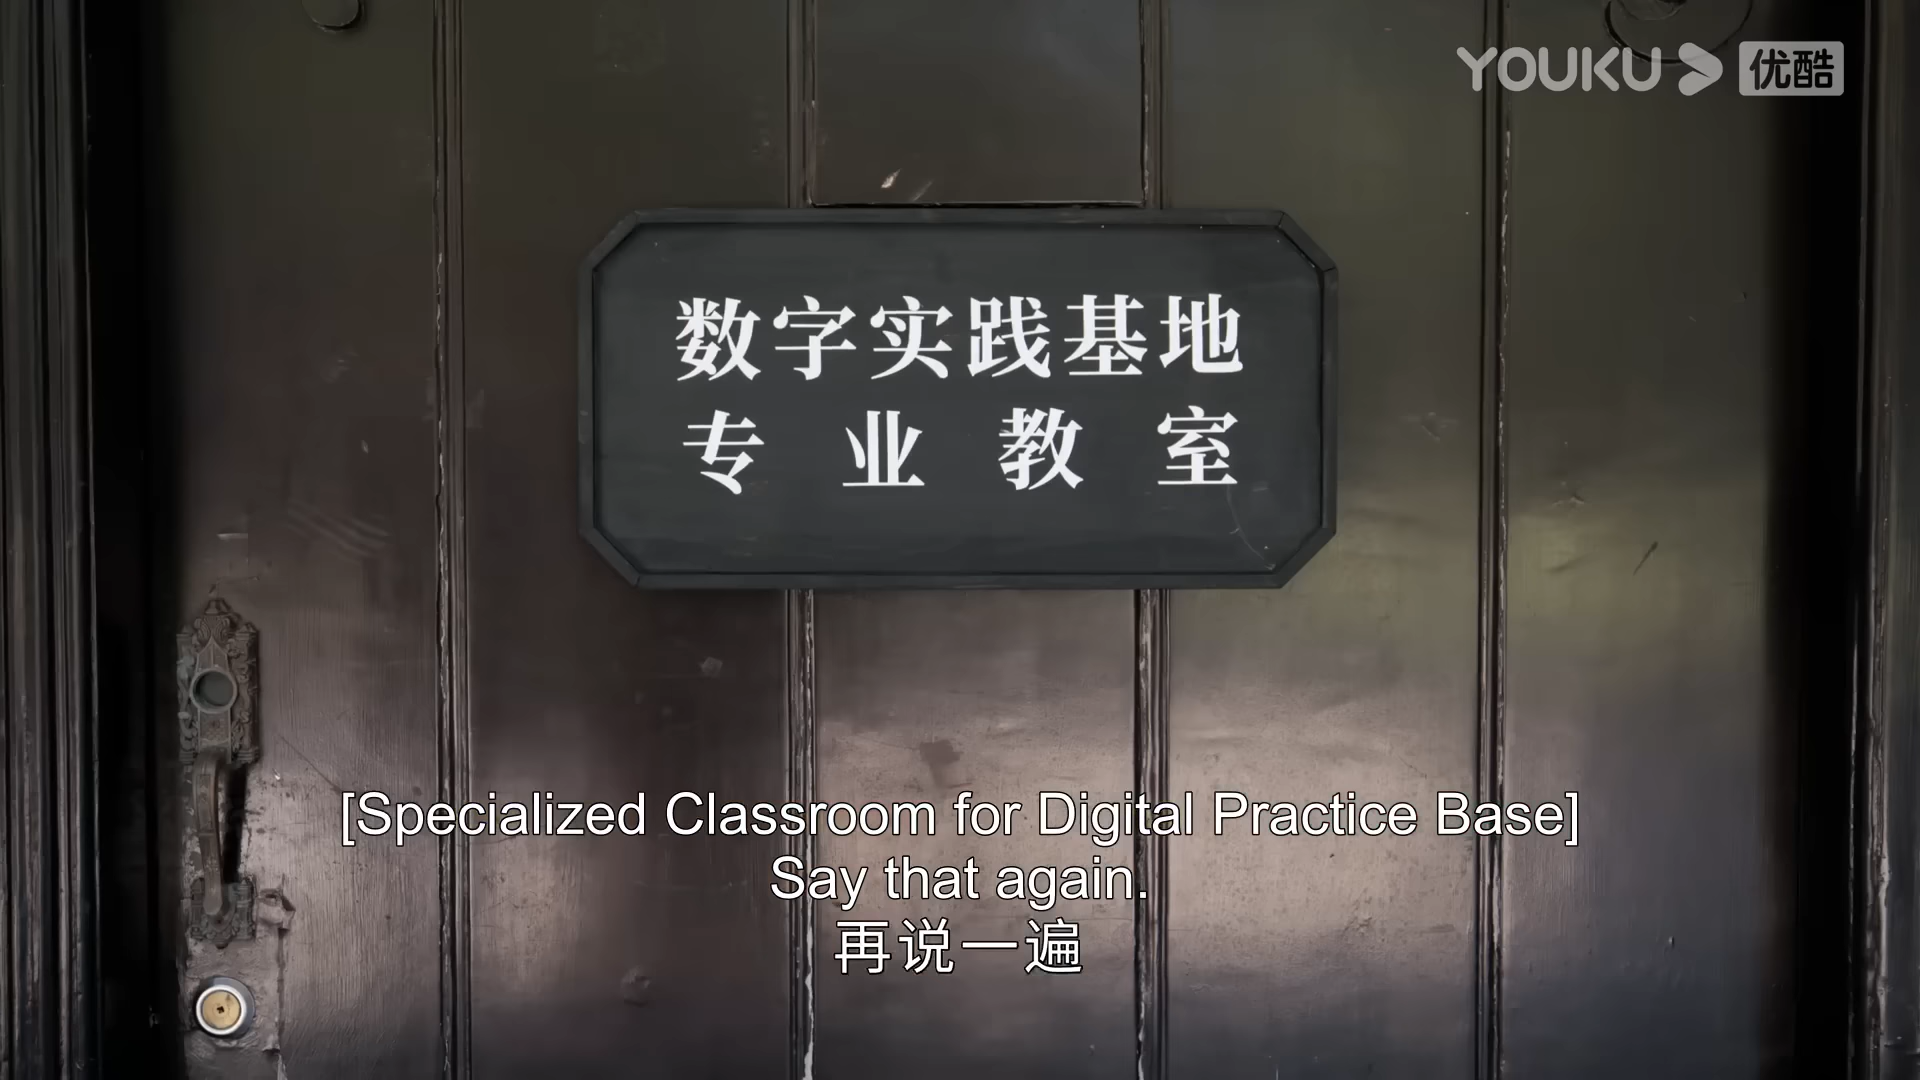 YOUKU 优酷
数字实践基地
专业教室
[Specialized Classroom for Digital Practice Base]
Say that again.
再说一遍